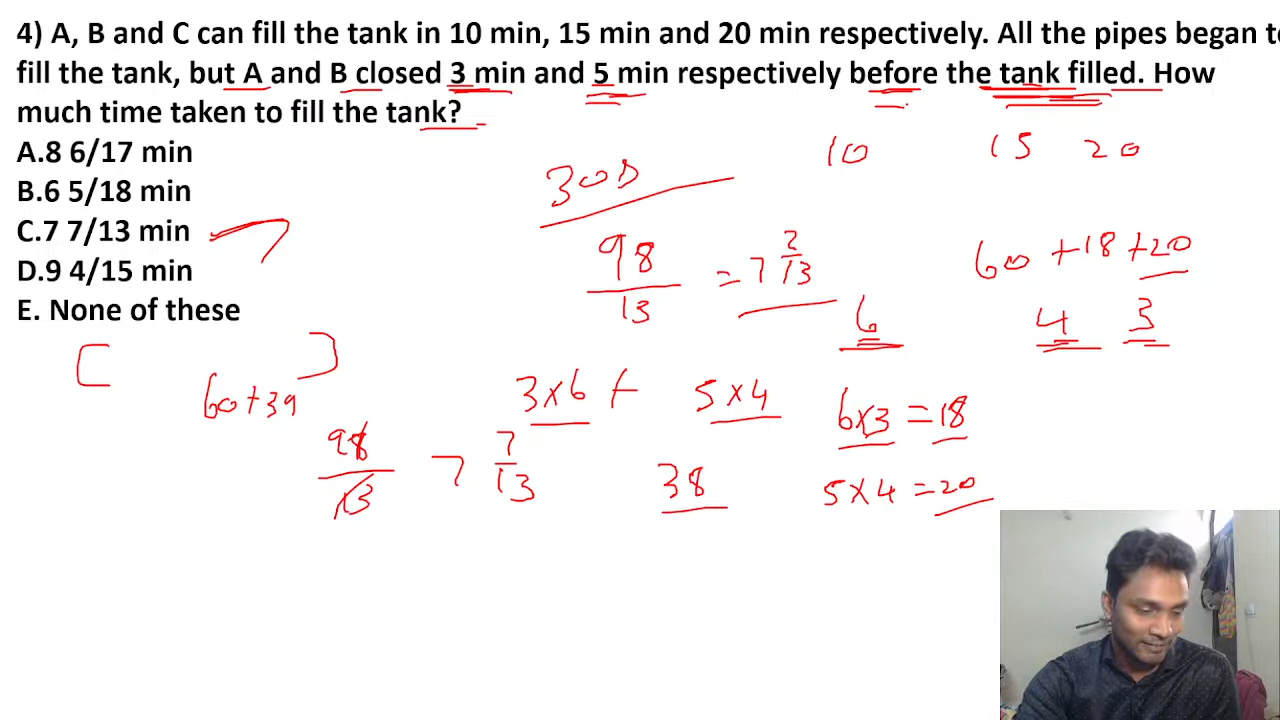 4) A, B and C can fill the tank in 10 min, 15 min and 20 min respectively. All the pipes began to
fill the tank, but A and B closed 3 min and 5 min respectively before the tank filled. How
much time taken to fill the tank?
A.8 6/17 min
B.6 5/18 min
C.7 7/13 min
D.9 4/15 min
E. None of these
10 15 20
98/13 = 7 7/13
60 + 18 + 20
6 4 3
[ ]
60 + 39
3 × 6 + 5 × 4
6 × 3 = 18
98/13 7 7/13
38
5 × 4 = 20